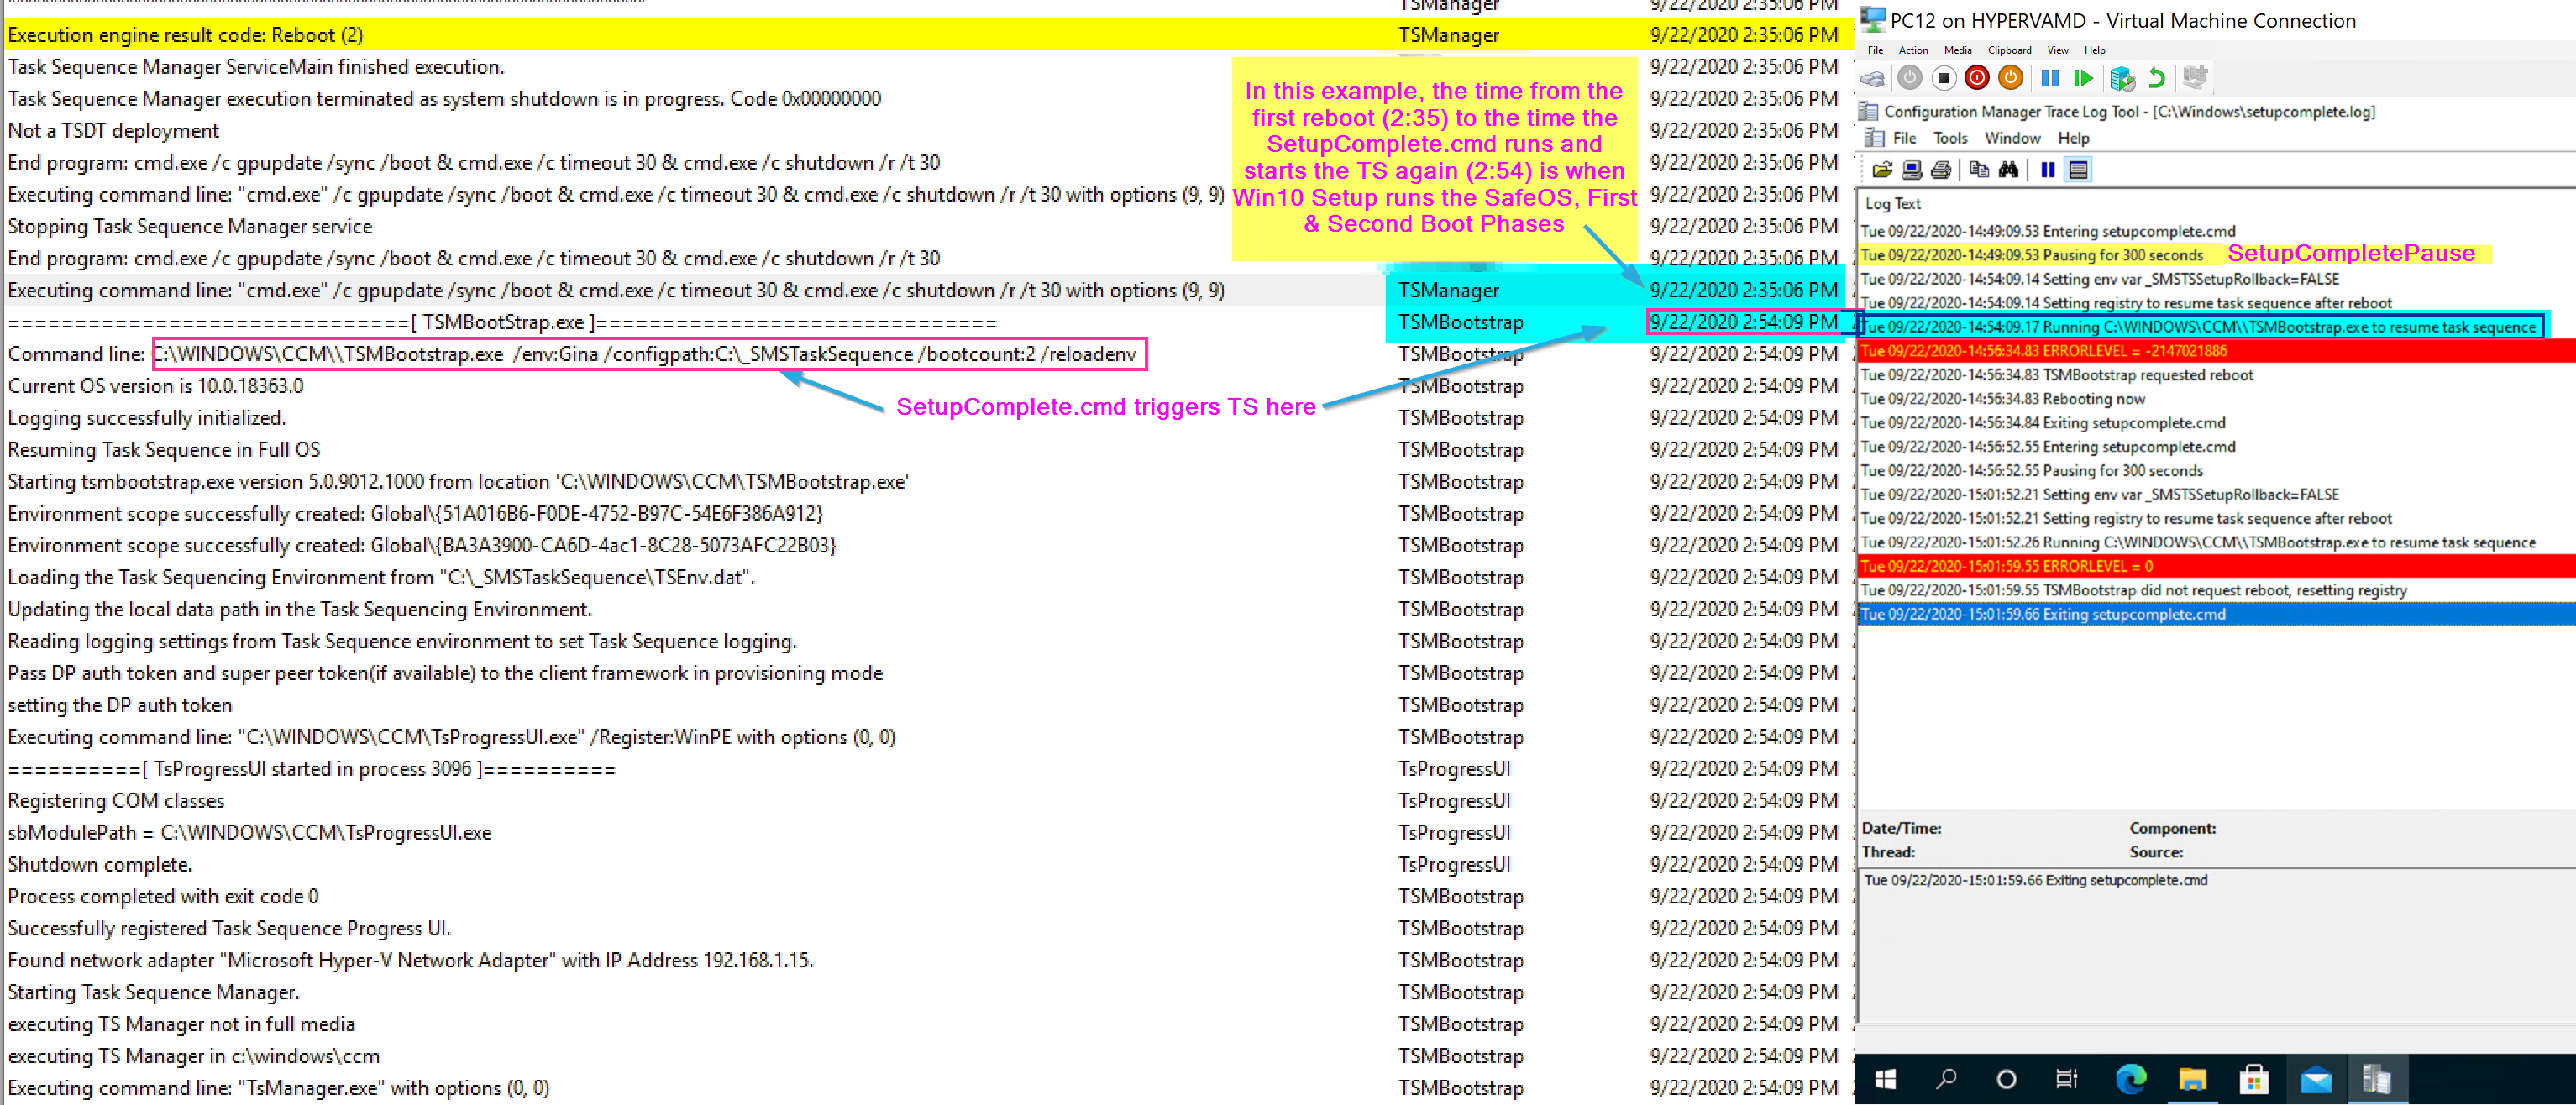 TSManager 9/22/2020 2:35:06 PM
Execution engine result code: Reboot (2) TSManager 9/22/2020 2:35:06 PM
Task Sequence Manager ServiceMain finished execution. 9/22/2020 2:35:06 PM
Task Sequence Manager execution terminated as system shutdown is in progress. Code 0x00000000 9/22/2020 2:35:06 PM
Not a TSDT deployment 9/22/2020 2:35:06 PM
End program: cmd.exe /c gpupdate /sync /boot & cmd.exe /c timeout 30 & cmd.exe /c shutdown /r /t 30 9/22/2020 2:35:06 PM
Executing command line: "cmd.exe" /c gpupdate /sync /boot & cmd.exe /c timeout 30 & cmd.exe /c shutdown /r /t 30 with options (9, 9) 9/22/2020 2:35:06 PM
Stopping Task Sequence Manager service 9/22/2020 2:35:06 PM
End program: cmd.exe /c gpupdate /sync /boot & cmd.exe /c timeout 30 & cmd.exe /c shutdown /r /t 30 9/22/2020 2:35:06 PM
Executing command line: "cmd.exe" /c gpupdate /sync /boot & cmd.exe /c timeout 30 & cmd.exe /c shutdown /r /t 30 with options (9, 9) TSManager 9/22/2020 2:35:06 PM
==============================[ TSMBootStrap.exe ]============================== TSMBootstrap 9/22/2020 2:54:09 PM
Command line: C:\WINDOWS\CCM\\TSMBootstrap.exe /env:Gina /configpath:C:\_SMSTaskSequence /bootcount:2 /reloadenv TSMBootstrap 9/22/2020 2:54:09 PM
Current OS version is 10.0.18363.0 TSMBootstrap 9/22/2020 2:54:09 PM
Logging successfully initialized. TSMBootstrap 9/22/2020 2:54:09 PM
Resuming Task Sequence in Full OS TSMBootstrap 9/22/2020 2:54:09 PM
Starting tsmbootstrap.exe version 5.0.9012.1000 from location 'C:\WINDOWS\CCM\TSMBootstrap.exe' TSMBootstrap 9/22/2020 2:54:09 PM
Environment scope successfully created: Global\{51A016B6-F0DE-4752-B97C-54E6F386A912} TSMBootstrap 9/22/2020 2:54:09 PM
Environment scope successfully created: Global\{BA3A3900-CA6D-4ac1-8C28-5073AFC22B03} TSMBootstrap 9/22/2020 2:54:09 PM
Loading the Task Sequencing Environment from "C:\_SMSTaskSequence\TSEnv.dat". TSMBootstrap 9/22/2020 2:54:09 PM
Updating the local data path in the Task Sequencing Environment. TSMBootstrap 9/22/2020 2:54:09 PM
Reading logging settings from Task Sequence environment to set Task Sequence logging. TSMBootstrap 9/22/2020 2:54:09 PM
Pass DP auth token and super peer token(if available) to the client framework in provisioning mode TSMBootstrap 9/22/2020 2:54:09 PM
setting the DP auth token TSMBootstrap 9/22/2020 2:54:09 PM
Executing command line: "C:\WINDOWS\CCM\TsProgressUI.exe" /Register:WinPE with options (0, 0) TSMBootstrap 9/22/2020 2:54:09 PM
==========[ TsProgressUI started in process 3096 ]========== TsProgressUI 9/22/2020 2:54:09 PM
Registering COM classes TsProgressUI 9/22/2020 2:54:09 PM
sbModulePath = C:\WINDOWS\CCM\TsProgressUI.exe TsProgressUI 9/22/2020 2:54:09 PM
Shutdown complete. TsProgressUI 9/22/2020 2:54:09 PM
Process completed with exit code 0 TSMBootstrap 9/22/2020 2:54:09 PM
Successfully registered Task Sequence Progress UI. TSMBootstrap 9/22/2020 2:54:09 PM
Found network adapter "Microsoft Hyper-V Network Adapter" with IP Address 192.168.1.15. TSMBootstrap 9/22/2020 2:54:09 PM
Starting Task Sequence Manager. TSMBootstrap 9/22/2020 2:54:09 PM
executing TS Manager not in full media TSMBootstrap 9/22/2020 2:54:09 PM
executing TS Manager in c:\windows\ccm TSMBootstrap 9/22/2020 2:54:09 PM
Executing command line: "TsManager.exe" with options (0, 0) TSMBootstrap 9/22/2020 2:54:09 PM
In this example, the time from the
first reboot (2:35) to the time the
SetupComplete.cmd runs and
starts the TS again (2:54) is when
Win10 Setup runs the SafeOS, First
& Second Boot Phases
SetupComplete.cmd triggers TS here
PC12 on HYPERVAMD - Virtual Machine Connection
File Action Media Clipboard View Help
Configuration Manager Trace Log Tool - [C:\Windows\setupcomplete.log]
File Tools Window Help
Log Text
Tue 09/22/2020-14:49:09.53 Entering setupcomplete.cmd
Tue 09/22/2020-14:49:09.53 Pausing for 300 seconds SetupCompletePause
Tue 09/22/2020-14:54:09.14 Setting env var _SMSTSSetupRollback=FALSE
Tue 09/22/2020-14:54:09.14 Setting registry to resume task sequence after reboot
Tue 09/22/2020-14:54:09.17 Running C:\WINDOWS\CCM\\TSMBootstrap.exe to resume task sequence
Tue 09/22/2020-14:56:34.83 ERRORLEVEL = -2147021886
Tue 09/22/2020-14:56:34.83 TSMBootstrap requested reboot
Tue 09/22/2020-14:56:34.83 Rebooting now
Tue 09/22/2020-14:56:34.84 Exiting setupcomplete.cmd
Tue 09/22/2020-14:56:52.55 Entering setupcomplete.cmd
Tue 09/22/2020-14:56:52.55 Pausing for 300 seconds
Tue 09/22/2020-15:01:52.21 Setting env var _SMSTSSetupRollback=FALSE
Tue 09/22/2020-15:01:52.21 Setting registry to resume task sequence after reboot
Tue 09/22/2020-15:01:52.26 Running C:\WINDOWS\CCM\\TSMBootstrap.exe to resume task sequence
Tue 09/22/2020-15:01:59.55 ERRORLEVEL = 0
Tue 09/22/2020-15:01:59.55 TSMBootstrap did not request reboot, resetting registry
Tue 09/22/2020-15:01:59.66 Exiting setupcomplete.cmd
Date/Time: Component:
Thread: Source:
Tue 09/22/2020-15:01:59.66 Exiting setupcomplete.cmd